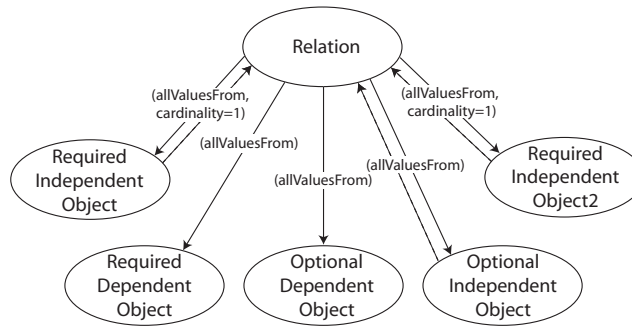 Relation
(allValuesFrom,
cardinality=1)
(allValuesFrom,
cardinality=1)
(allValuesFrom)
(allValuesFrom)
(allValuesFrom)
Required
Independent
Object
Required
Independent
Object2
Required
Dependent
Object
Optional
Dependent
Object
Optional
Independent
Object